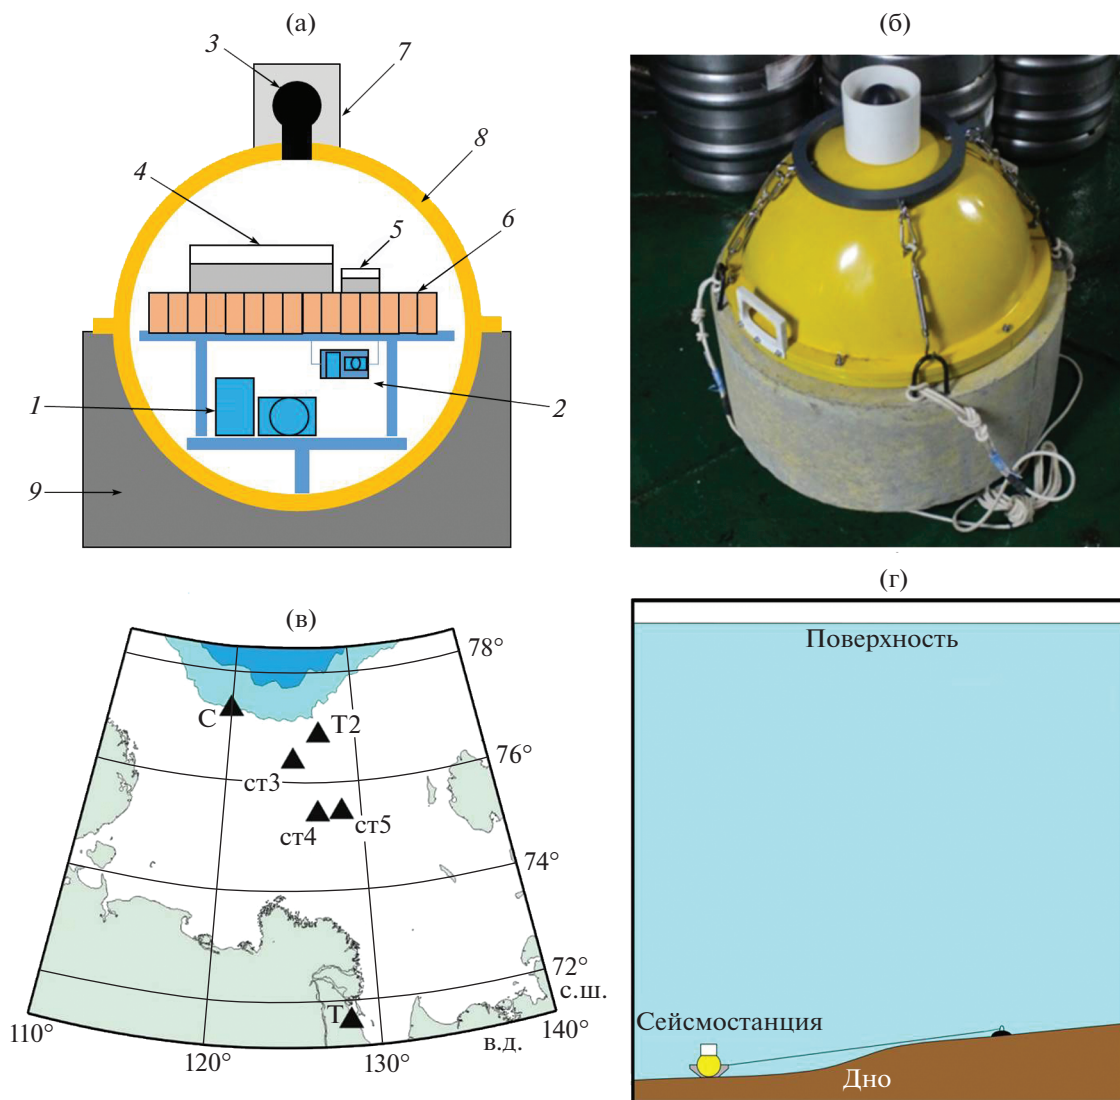 (а)
(б)
3
7
8
4
5
6
1
2
9
(в)
(г)
78°
С
Т2
76°
ст3
ст4
ст5
74°
72°
с.ш.
Т
110°
120°
130°
в.д.
140°
Поверхность
Сейсмостанция
Дно